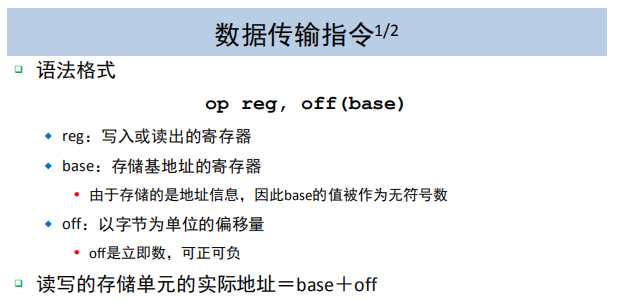 数据传输指令1/2
语法格式
op reg, off(base)
reg：写入或读出的寄存器
base：存储基地址的寄存器
由于存储的是地址信息，因此base的值被作为无符号数
off：以字节为单位的偏移量
off是立即数，可正可负
读写的存储单元的实际地址＝base＋off